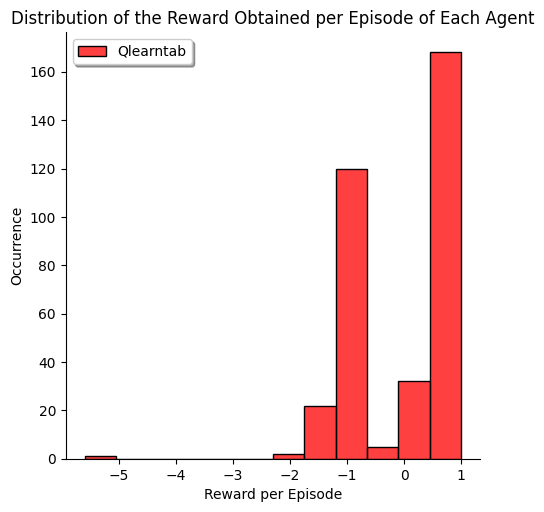 Distribution of the Reward Obtained per Episode of Each Agent
Qlearntab
160
140
120
100
80
60
40
20
0
Occurrence
−5 −4 −3 −2 −1 0 1
Reward per Episode